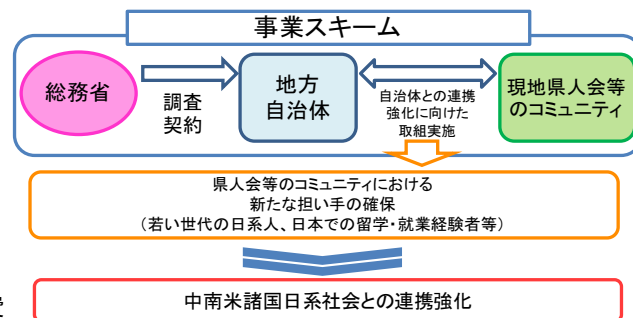 事業スキーム
総務省
調査
契約
地方
自治体
自治体との連携
強化に向けた
取組実施
現地県人会等
のコミュニティ
県人会等のコミュニティにおける
新たな担い手の確保
(若い世代の日系人、日本での留学・就業経験者等)
中南米諸国日系社会との連携強化